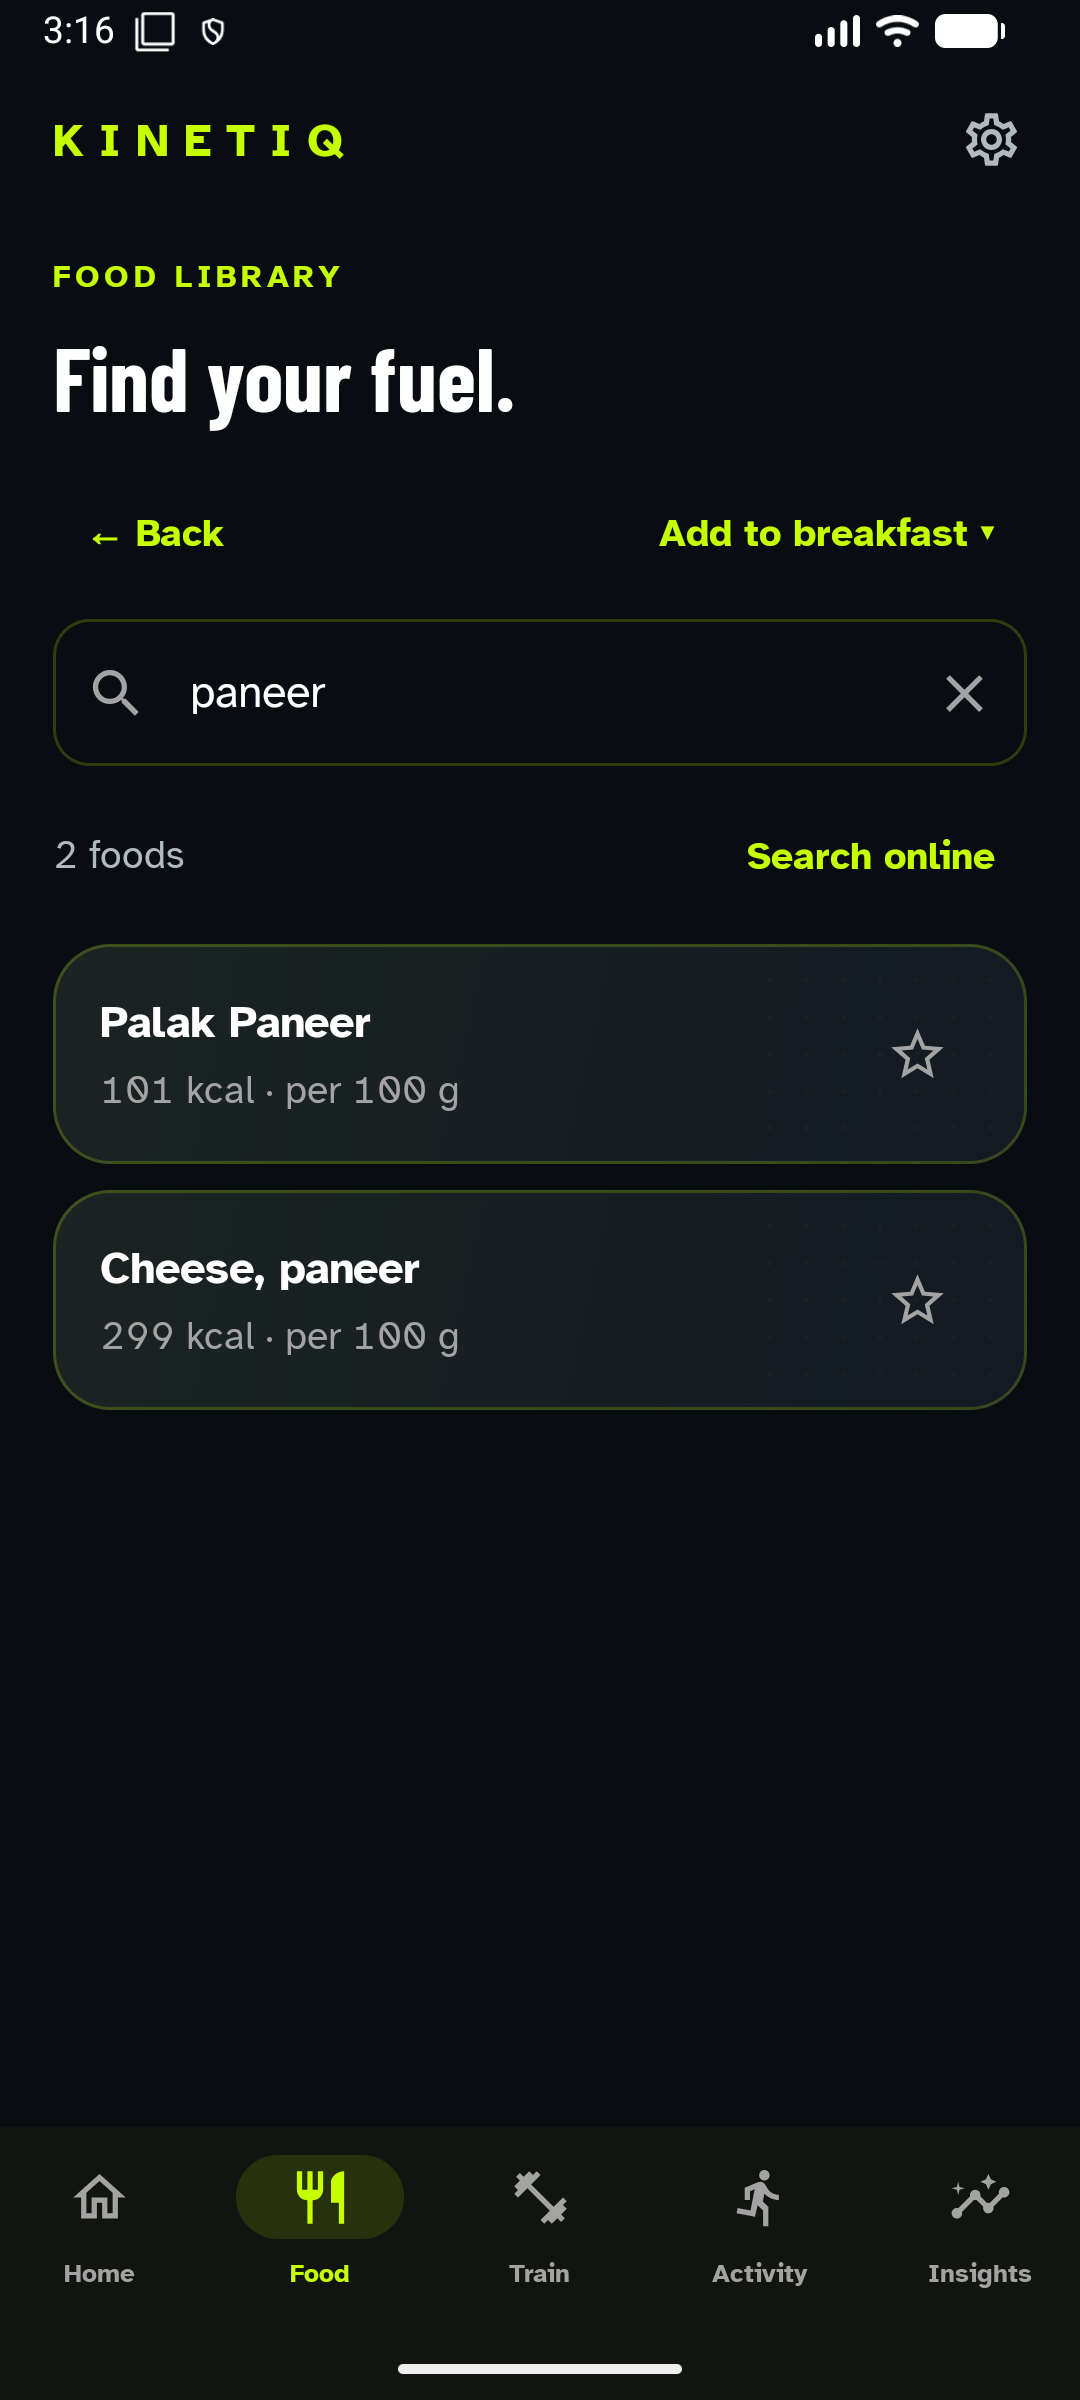 3:16
KINETIQ
FOOD LIBRARY
Find your fuel.
← Back
Add to breakfast ▾
paneer
2 foods
Search online
Palak Paneer
101 kcal · per 100 g
Cheese, paneer
299 kcal · per 100 g
Home
Food
Train
Activity
Insights